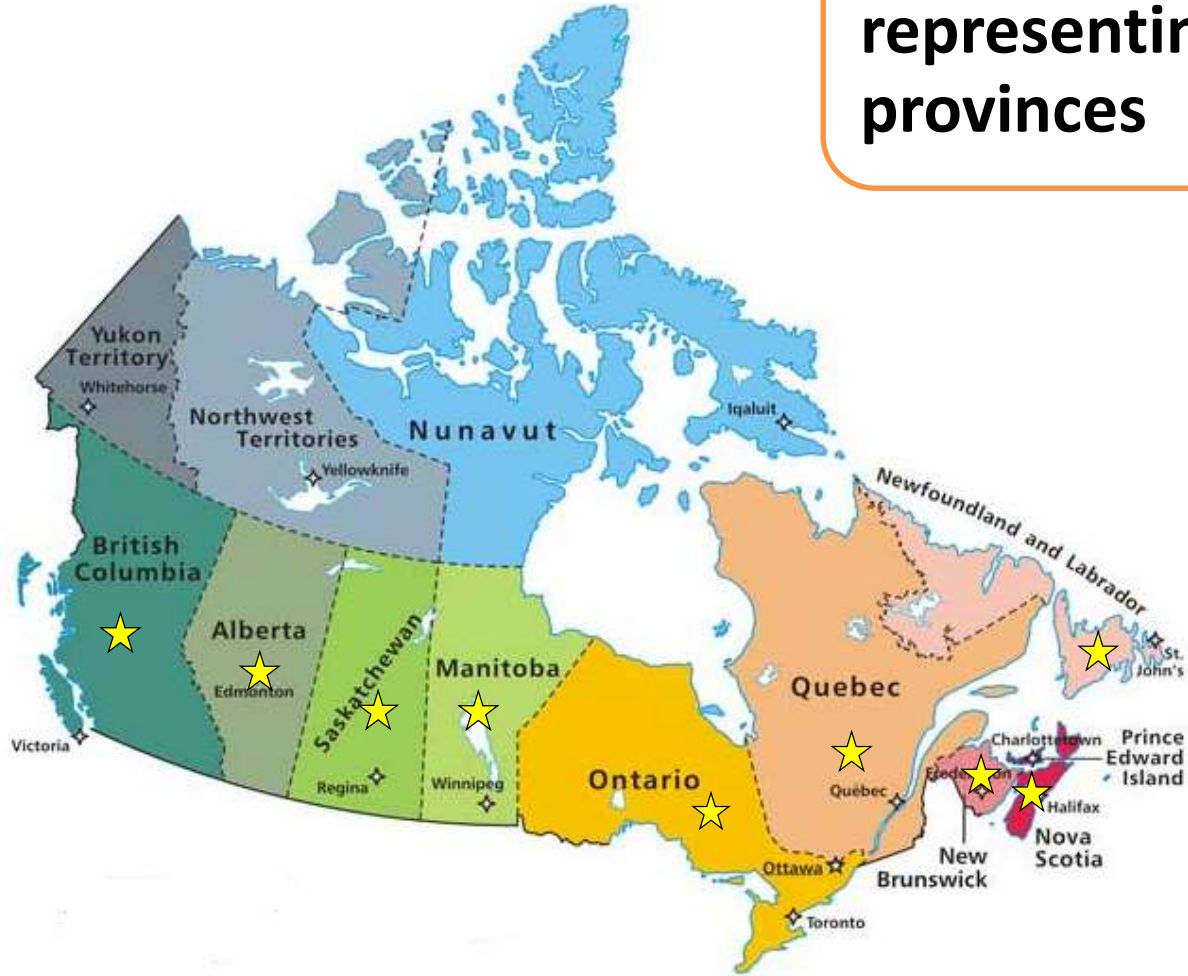 representin
provinces
Yukon
Territory
Whitehorse
Northwest
Territories
Yellowknife
Nunavut
Iqaluit
Newfoundland and Labrador
British
Columbia
Alberta
Edmonton
Saskatchewan
Manitoba
Quebec
St.
John's
Victoria
Regina
Winnipeg
Ontario
Québec
Charlottetown
Prince
Edward
Island
Halifax
Nova
Scotia
New
Brunswick
Ottawa
Toronto